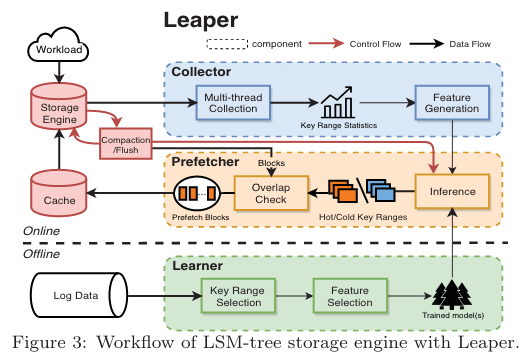 Leaper
Workload
component
Control Flow
Data Flow
Collector
Storage
Engine
Multi-thread
Collection
Key Range Statistics
Feature
Generation
Compaction
/Flush
Prefetcher
Blocks
Cache
Prefetch Blocks
Overlap
Check
Hot/Cold Key Ranges
Inference
Online
Offline
Learner
Log Data
Key Range
Selection
Feature
Selection
Trained model(s)
Figure 3: Workflow of LSM-tree storage engine with Leaper.